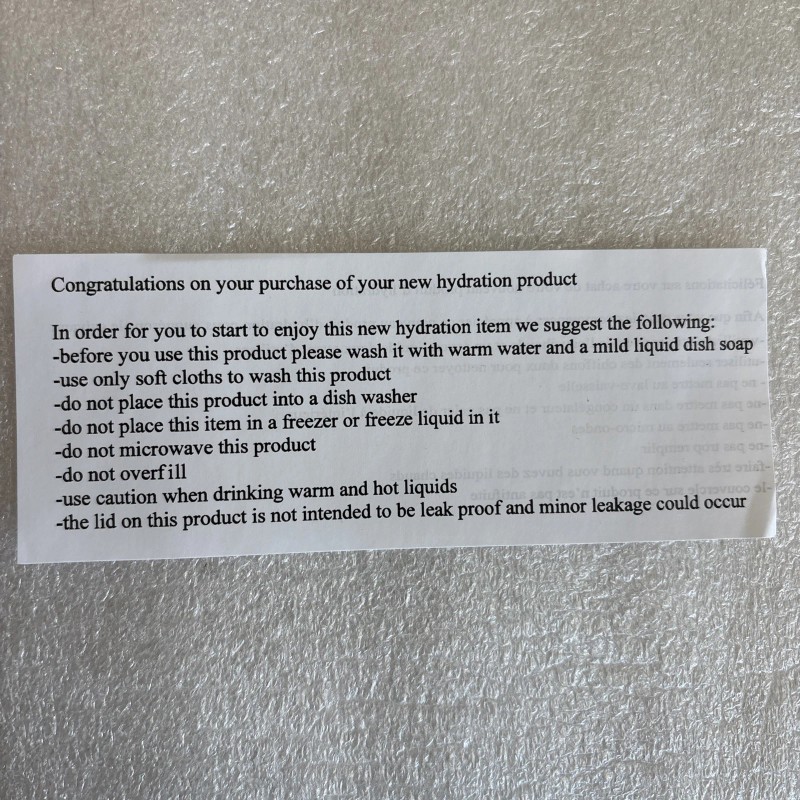 Congratulations on your purchase of your new hydration product
In order for you to start to enjoy this new hydration item we suggest the following:
-before you use this product please wash it with warm water and a mild liquid dish soap
-use only soft cloths to wash this product
-do not place this product into a dish washer
-do not place this item in a freezer or freeze liquid in it
-do not microwave this product
-do not overfill
-use caution when drinking warm and hot liquids
-the lid on this product is not intended to be leak proof and minor leakage could occur